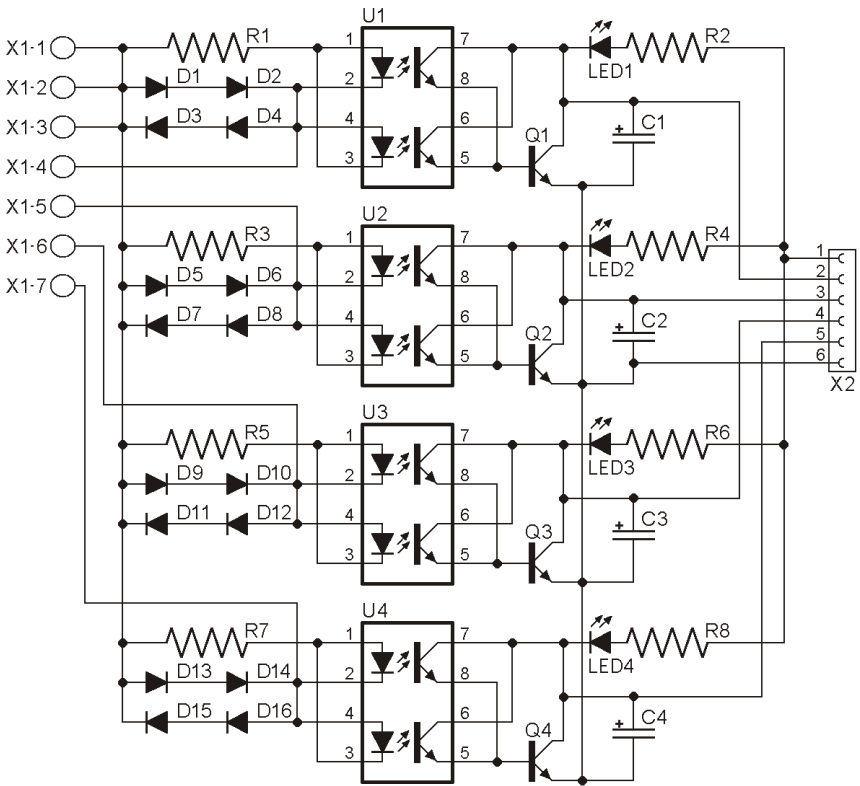 U1
X1-1 R1 1 7 R2
LED1
X1-2 D1 D2 2 8
X1-3 D3 D4 4 6 Q1 + C1
X1-4 3 5
X1-5 U2
X1-6 R3 1 7 R4
LED2
X1-7 D5 D6 2 8
D7 D8 4 6 Q2 + C2
3 5
1
2
3
4
5
6
X2
U3
R5 1 7 R6
LED3
D9 D10 2 8
D11 D12 4 6 Q3 + C3
3 5
U4
R7 1 7 R8
LED4
D13 D14 2 8
D15 D16 4 6 Q4 + C4
3 5